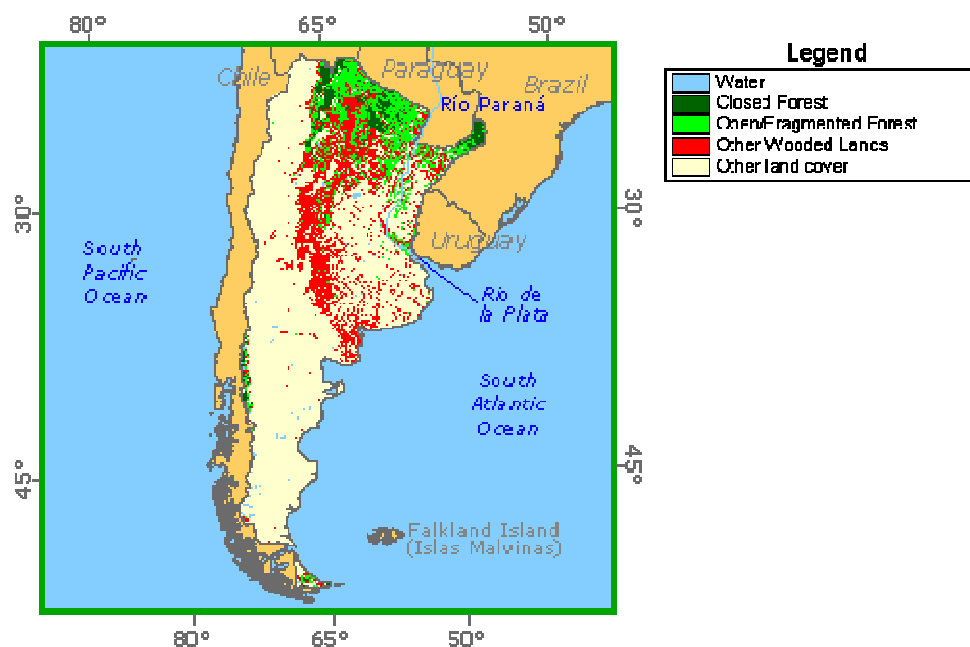 80° 65° 50°
Chile
Paraguay
Brazil
Río Paraná
30°
30°
South
Pacific
Ocean
Uruguay
Río de
la Plata
South
Atlantic
Ocean
45°
45°
Falkland Island
(Islas Malvinas)
80° 65° 50°
Legend
Water
Closed Forest
Open/Fragmented Forest
Other Wooded Lands
Other land cover